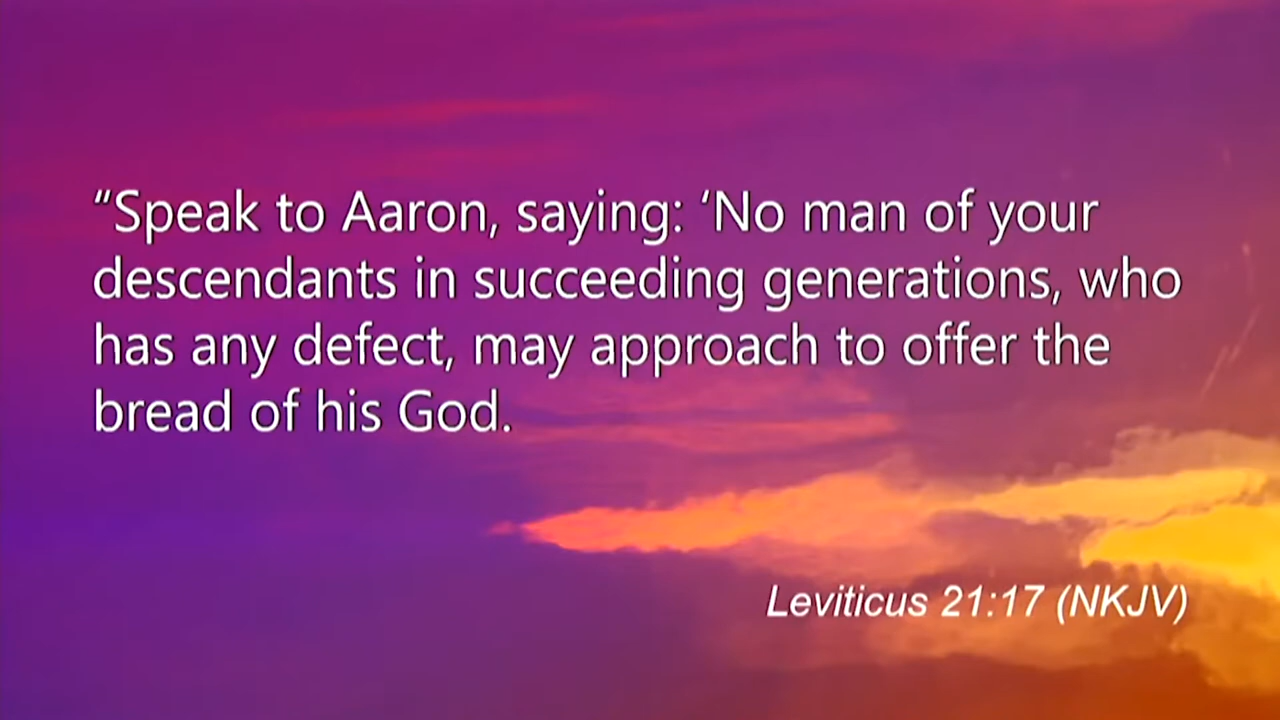 “Speak to Aaron, saying: ‘No man of your
descendants in succeeding generations, who
has any defect, may approach to offer the
bread of his God.
Leviticus 21:17 (NKJV)